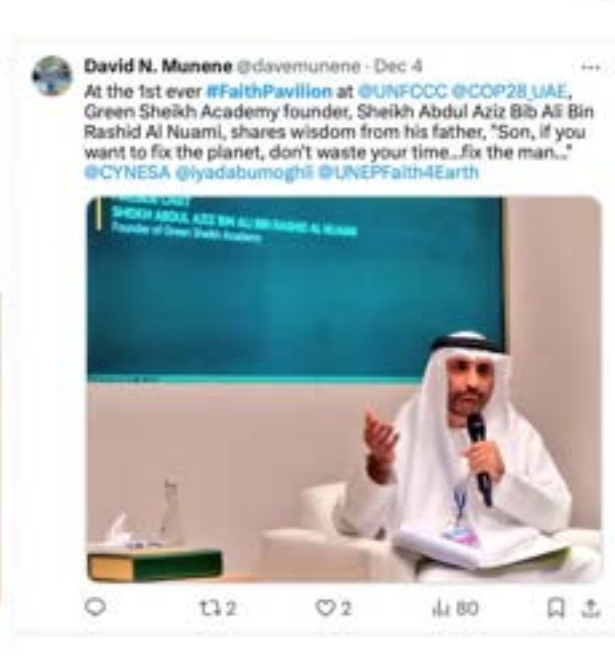 David N. Munene @davemunene · Dec 4
At the 1st ever #FaithPavilion at @UNFCCC @COP28_UAE,
Green Sheikh Academy founder, Sheikh Abdul Aziz Bib Ali Bin
Rashid Al Nuami, shares wisdom from his father, "Son, if you
want to fix the planet, don't waste your time...fix the man..."
@CYNESA @iyadabumoghli @UNEPFaith4Earth
SHEIKH ABDUL AZIZ BIN ALI BIN RASHID AL NUAIMI
Founder of Green Sheikh Academy
2 2 80